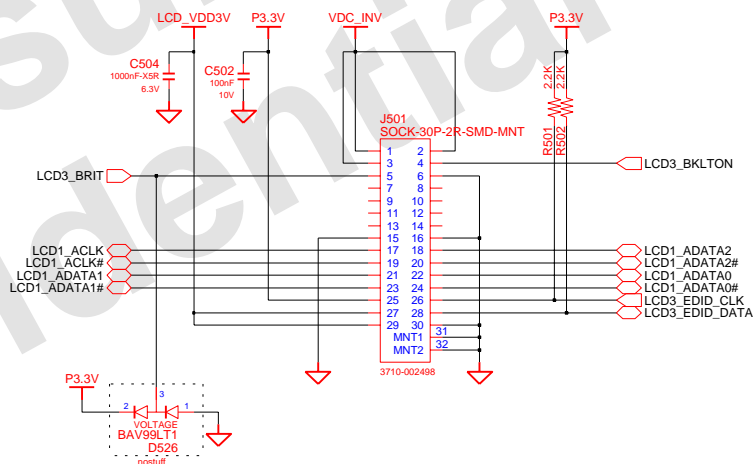 LCD_VDD3V P3.3V VDC_INV P3.3V
C504
1000nF-X5R
6.3V
C502
100nF
10V
2.2K 2.2K
R501 R502
J501
SOCK-30P-2R-SMD-MNT
1 2
3 4
5 6
7 8
9 10
11 12
13 14
15 16
17 18
19 20
21 22
23 24
25 26
27 28
29 30
MNT1 31
MNT2 32
3710-002498
LCD3_BRIT
LCD3_BKLTON
LCD1_ACLK
LCD1_ACLK#
LCD1_ADATA1
LCD1_ADATA1#
LCD1_ADATA2
LCD1_ADATA2#
LCD1_ADATA0
LCD1_ADATA0#
LCD3_EDID_CLK
LCD3_EDID_DATA
P3.3V
3
2 1
VOLTAGE
BAV99LT1
D526
nostuff
su
dential